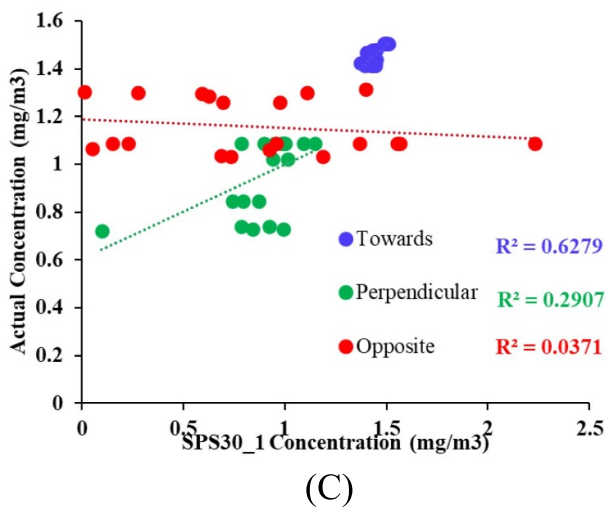 Actual Concentration (mg/m3)
1.6
1.4
1.2
1
0.8
0.6
0.4
0.2
0
Towards R² = 0.6279
Perpendicular R² = 0.2907
Opposite R² = 0.0371
0 0.5 1 1.5 2 2.5
SPS30_1 Concentration (mg/m3)
(C)